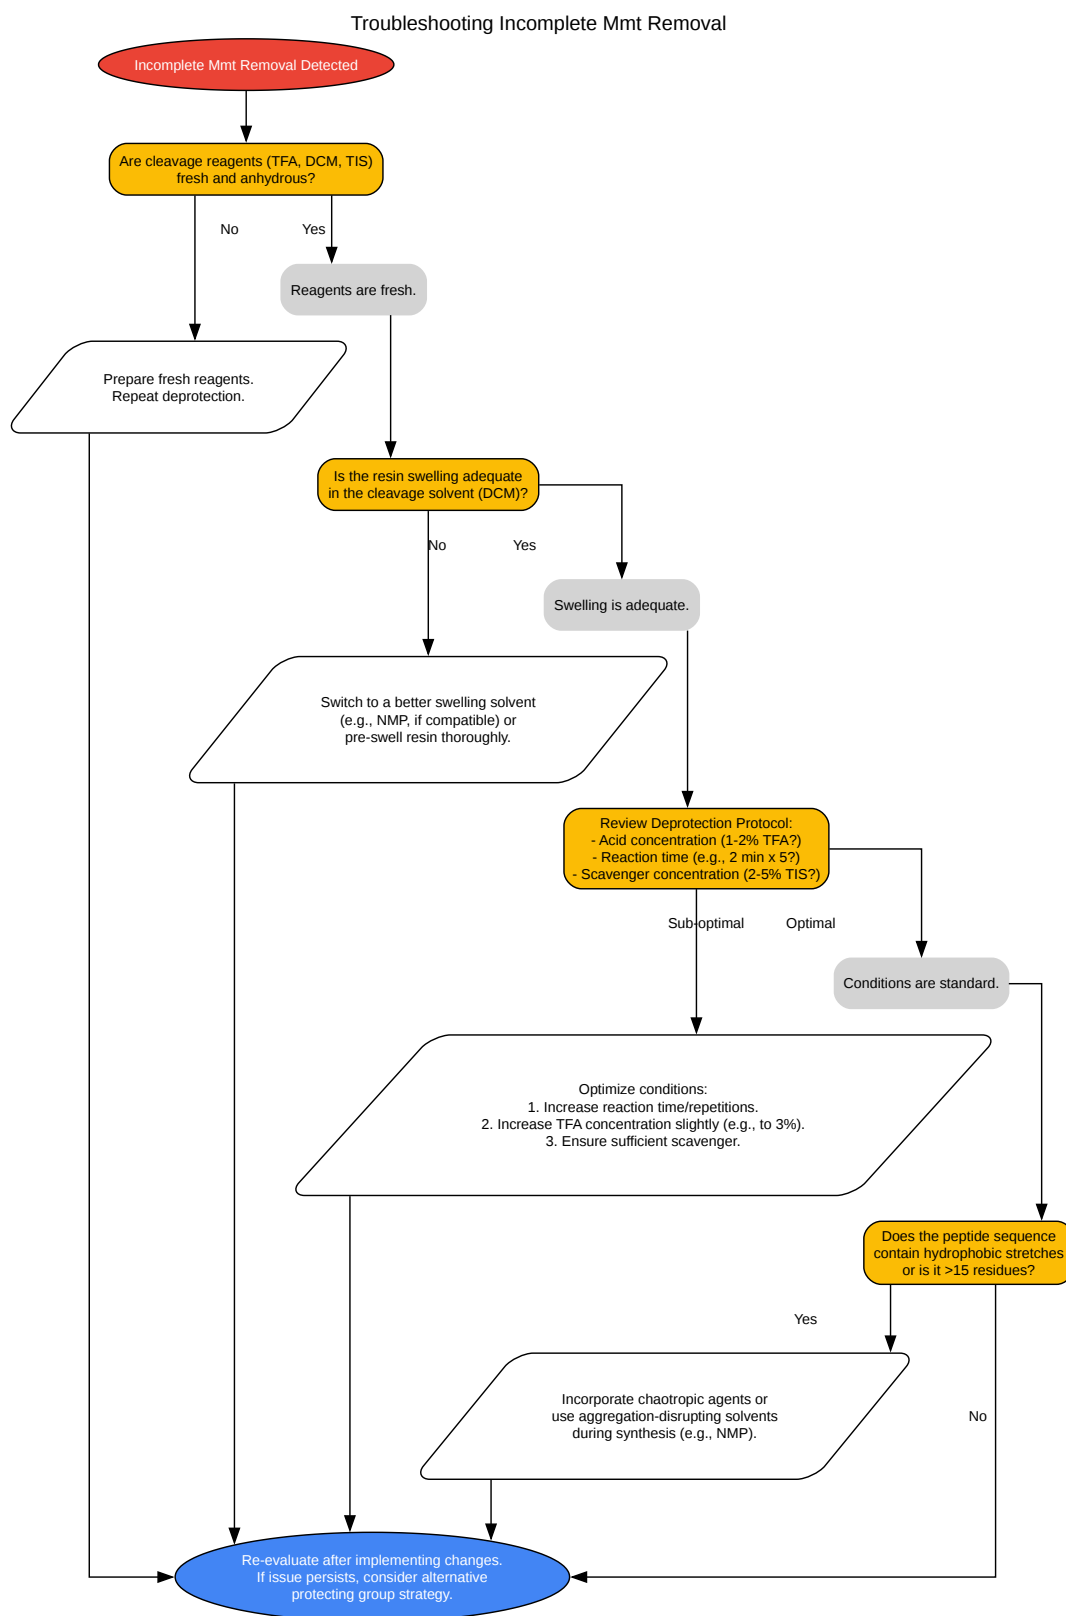 Troubleshooting Incomplete Mmt Removal
Incomplete Mmt Removal Detected
Are cleavage reagents (TFA, DCM, TIS)
fresh and anhydrous?
No
Yes
Reagents are fresh.
Prepare fresh reagents.
Repeat deprotection.
Is the resin swelling adequate
in the cleavage solvent (DCM)?
No
Yes
Swelling is adequate.
Switch to a better swelling solvent
(e.g., NMP, if compatible) or
pre-swell resin thoroughly.
Review Deprotection Protocol:
- Acid concentration (1-2% TFA?)
- Reaction time (e.g., 2 min x 5?)
- Scavenger concentration (2-5% TIS?)
Sub-optimal
Optimal
Conditions are standard.
Optimize conditions:
1. Increase reaction time/repetitions.
2. Increase TFA concentration slightly (e.g., to 3%).
3. Ensure sufficient scavenger.
Does the peptide sequence
contain hydrophobic stretches
or is it >15 residues?
Yes
Incorporate chaotropic agents or
use aggregation-disrupting solvents
during synthesis (e.g., NMP).
No
Re-evaluate after implementing changes.
If issue persists, consider alternative
protecting group strategy.